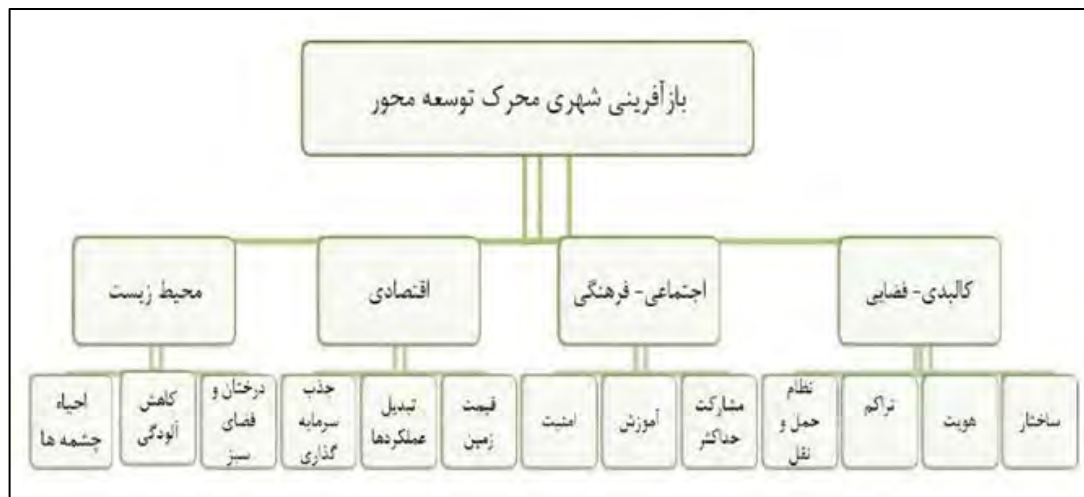 بازآفرینی شهری محرک توسعه محور
کالبدی- فضایی
اجتماعی- فرهنگی
اقتصادی
محیط زیست
ساختار
هویت
تراکم
نظام
حمل و
نقل
مشارکت
حداکثر
آموزش
امنیت
قیمت
زمین
تبدیل
عملکردها
جذب
سرمایه
گذاری
درختان و
فضای
سبز
کاهش
آلودگی
احیاء
چشمه ها